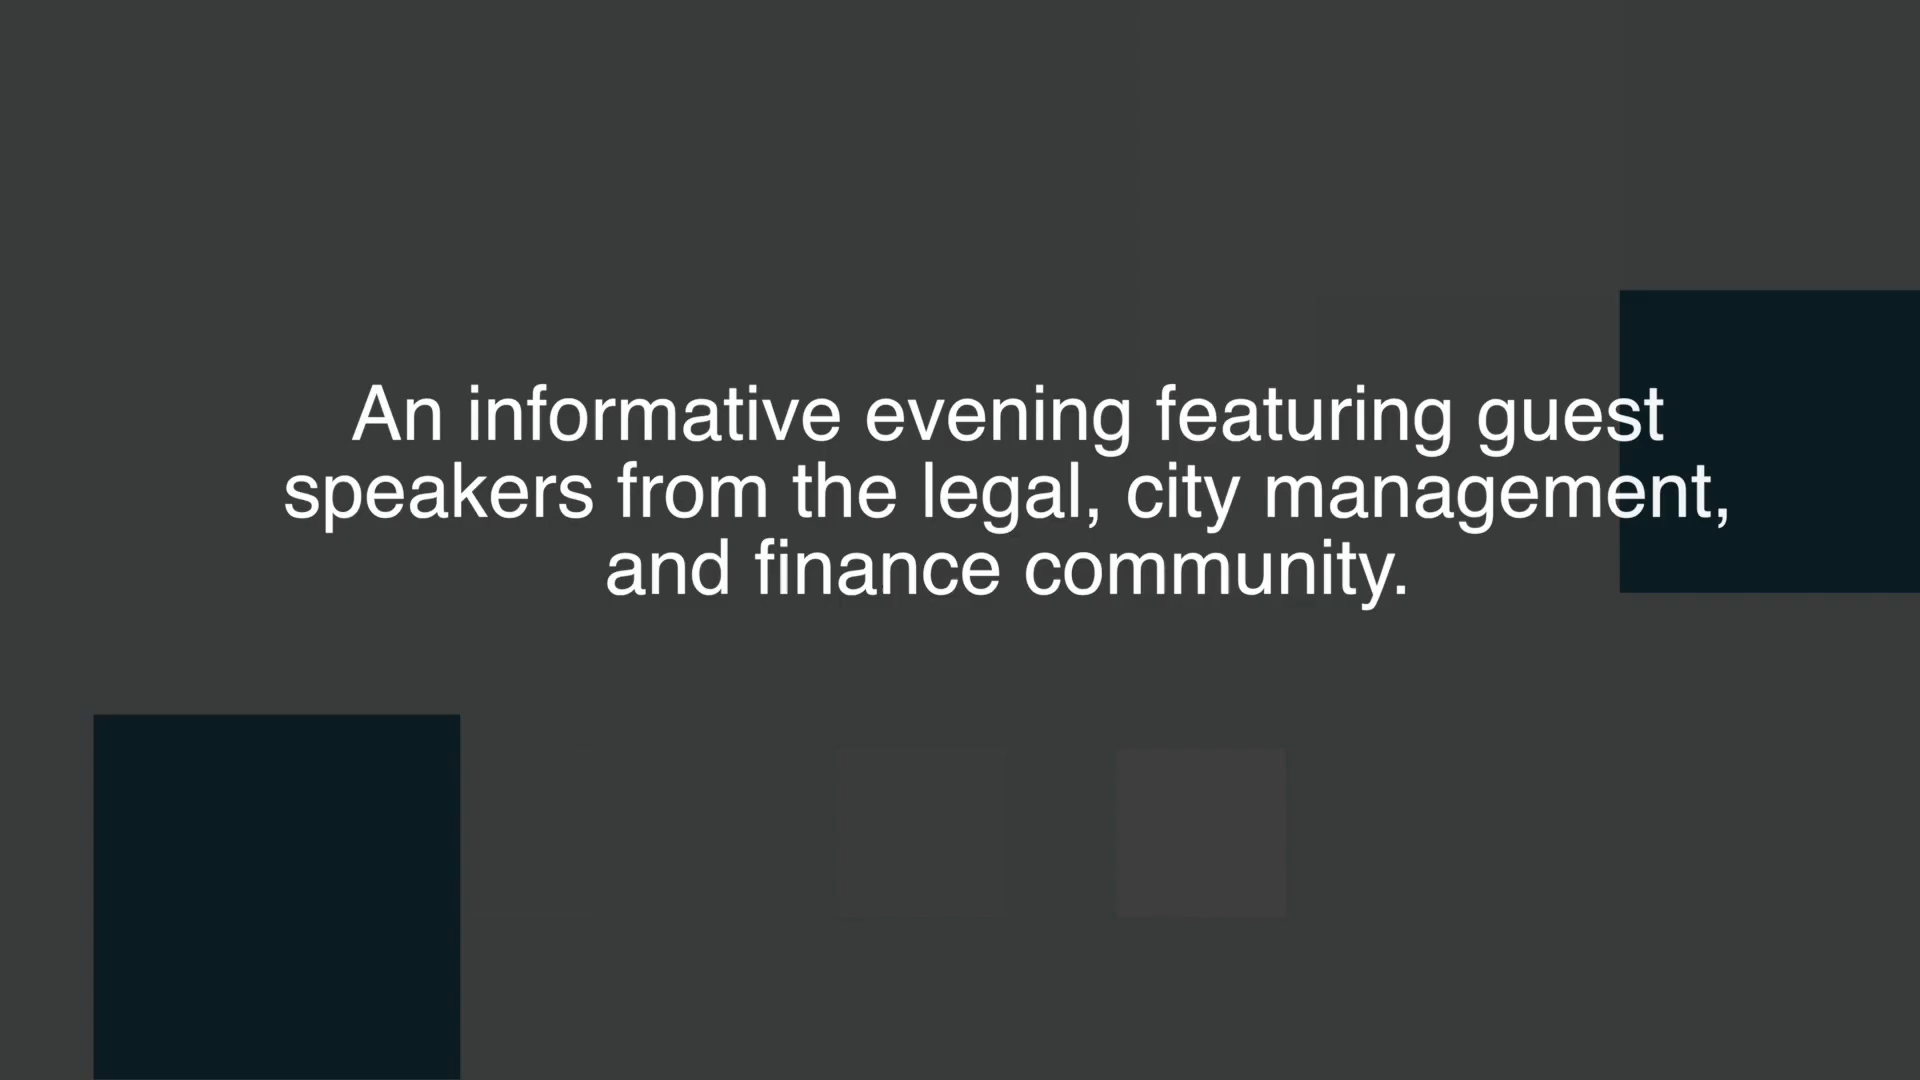 An informative evening featuring guest
speakers from the legal, city management,
and finance community.